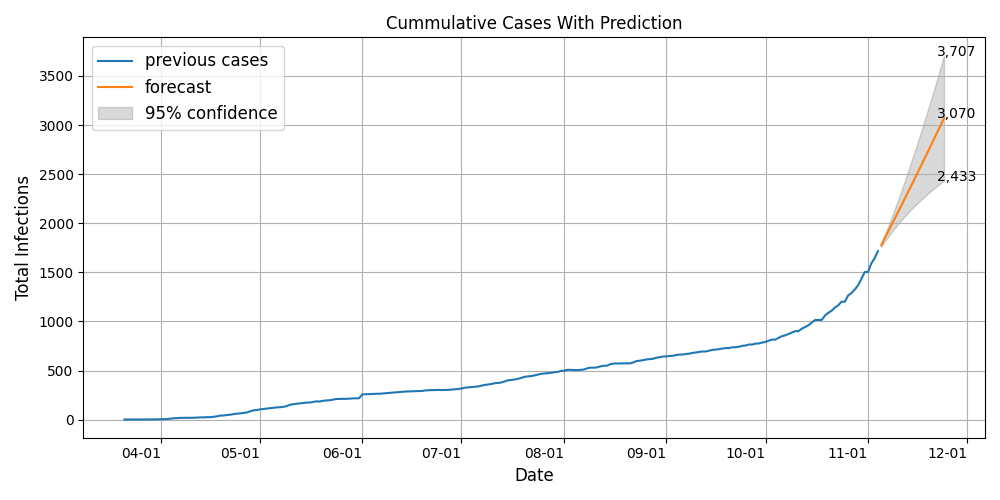 Cummulative Cases With Prediction
previous cases
forecast
95% confidence
3,707
3,070
2,433
3500
3000
2500
2000
1500
1000
500
0
Total Infections
04-01 05-01 06-01 07-01 08-01 09-01 10-01 11-01 12-01
Date